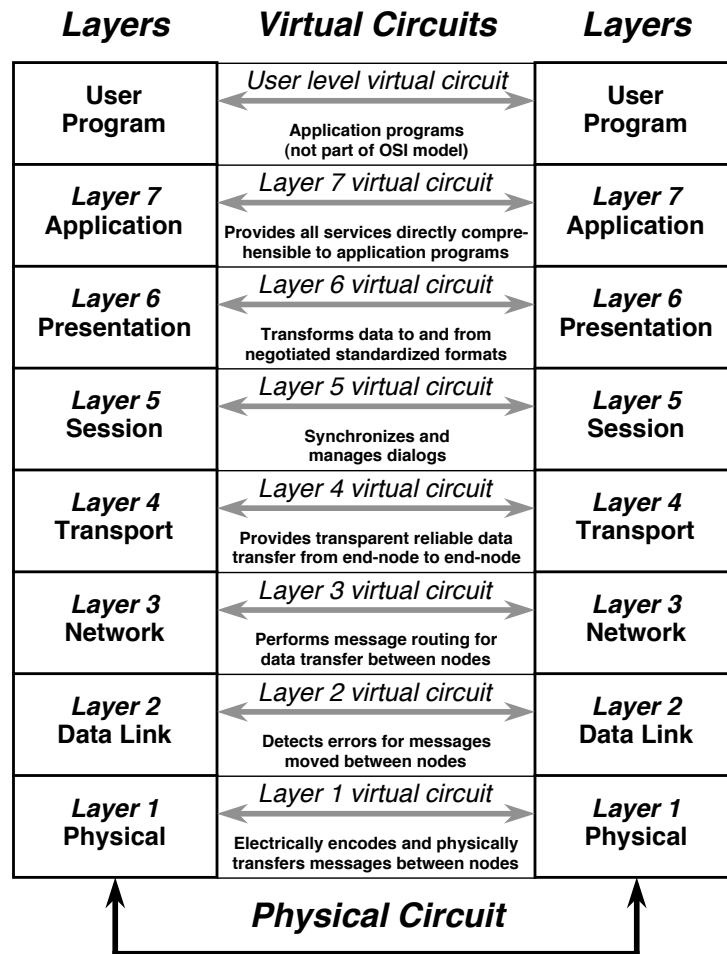 Layers Virtual Circuits Layers
User
Program
User level virtual circuit
Application programs
(not part of OSI model)
User
Program
Layer 7
Application
Layer 7 virtual circuit
Provides all services directly compre-
hensible to application programs
Layer 7
Application
Layer 6
Presentation
Layer 6 virtual circuit
Transforms data to and from
negotiated standardized formats
Layer 6
Presentation
Layer 5
Session
Layer 5 virtual circuit
Synchronizes and
manages dialogs
Layer 5
Session
Layer 4
Transport
Layer 4 virtual circuit
Provides transparent reliable data
transfer from end-node to end-node
Layer 4
Transport
Layer 3
Network
Layer 3 virtual circuit
Performs message routing for
data transfer between nodes
Layer 3
Network
Layer 2
Data Link
Layer 2 virtual circuit
Detects errors for messages
moved between nodes
Layer 2
Data Link
Layer 1
Physical
Layer 1 virtual circuit
Electrically encodes and physically
transfers messages between nodes
Layer 1
Physical
Physical Circuit